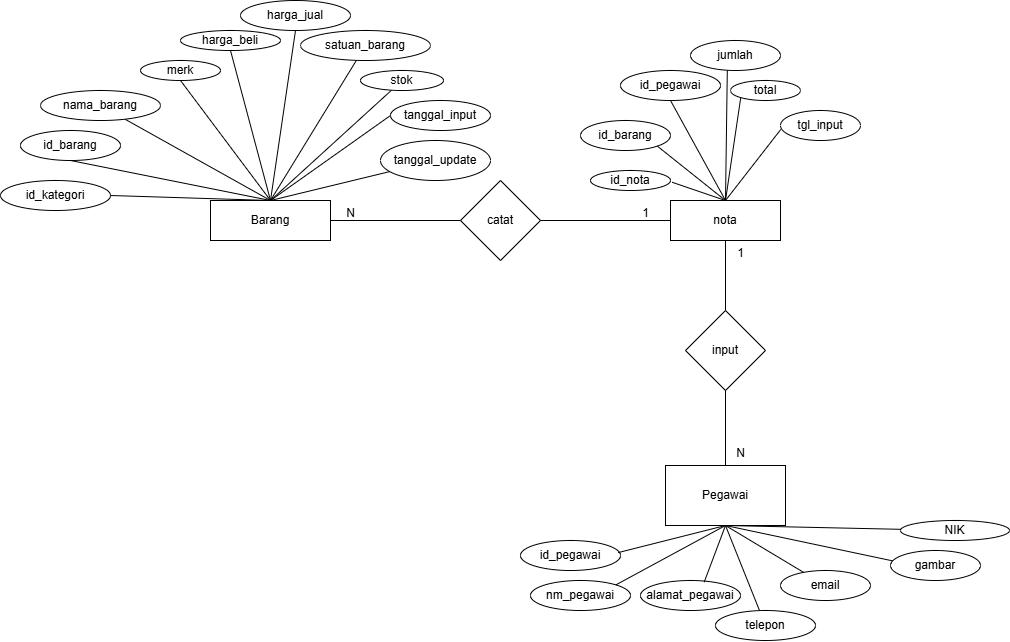 harga_jual
harga_beli
satuan_barang
merk
stok
nama_barang
tanggal_input
id_barang
tanggal_update
id_kategori
Barang
N
catat
1
jumlah
id_pegawai
total
tgl_input
id_barang
id_nota
nota
1
input
N
Pegawai
NIK
id_pegawai
gambar
nm_pegawai
alamat_pegawai
email
telepon